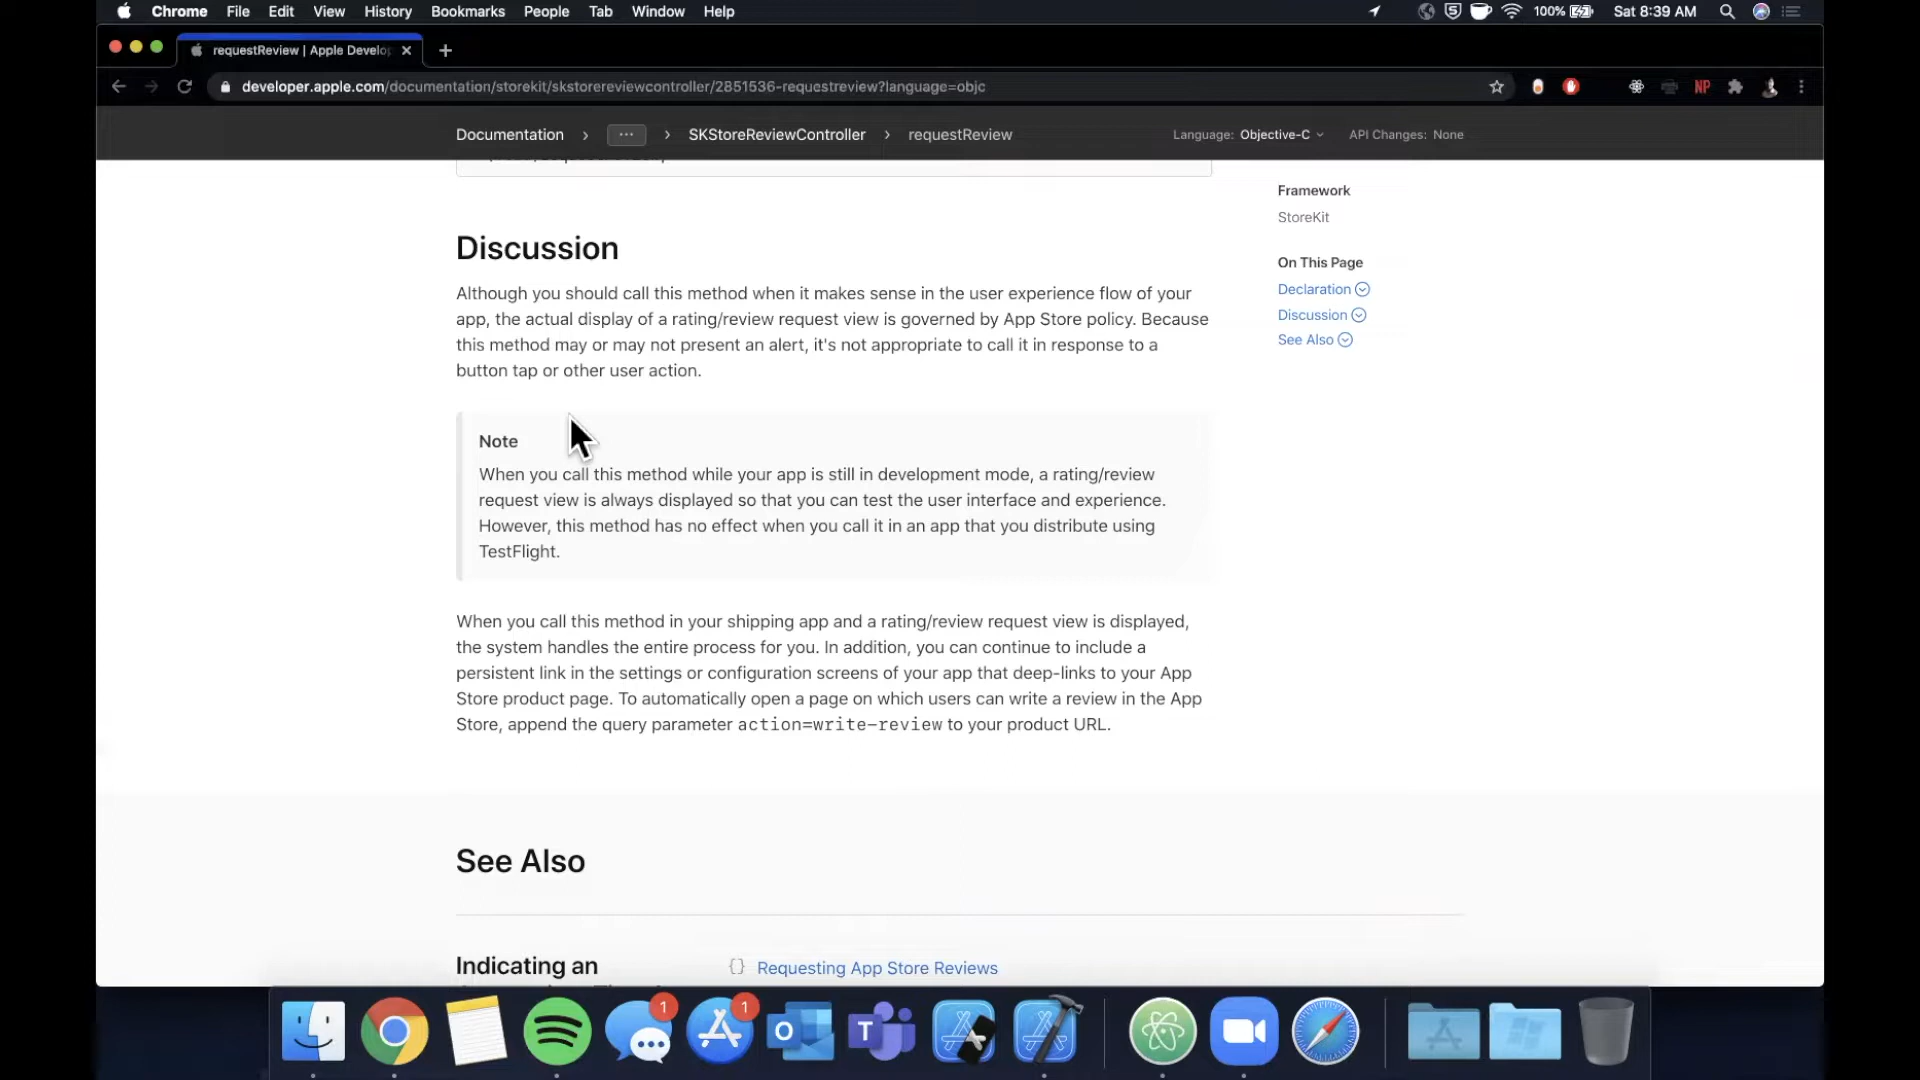 Chrome File Edit View History Bookmarks People Tab Window Help 100% Sat 8:39 AM
requestReview | Apple Develo
developer.apple.com/documentation/storekit/skstorereviewcontroller/2851536-requestreview?language=objc
NP
Documentation › ··· › SKStoreReviewController › requestReview Language: Objective-C API Changes: None
Framework
StoreKit
On This Page
Declaration
Discussion
See Also
Discussion
Although you should call this method when it makes sense in the user experience flow of your
app, the actual display of a rating/review request view is governed by App Store policy. Because
this method may or may not present an alert, it's not appropriate to call it in response to a
button tap or other user action.
Note
When you call this method while your app is still in development mode, a rating/review
request view is always displayed so that you can test the user interface and experience.
However, this method has no effect when you call it in an app that you distribute using
TestFlight.
When you call this method in your shipping app and a rating/review request view is displayed,
the system handles the entire process for you. In addition, you can continue to include a
persistent link in the settings or configuration screens of your app that deep-links to your App
Store product page. To automatically open a page on which users can write a review in the App
Store, append the query parameter action=write-review to your product URL.
See Also
Indicating an
{} Requesting App Store Reviews
1
1
O
T